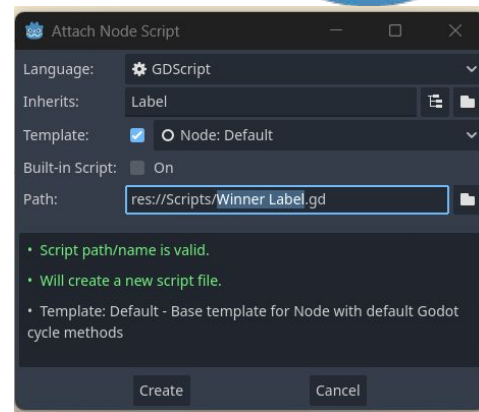 Attach Node Script
Language: GDScript
Inherits: Label
Template: Node: Default
Built-in Script: On
Path: res://Scripts/Winner Label.gd
• Script path/name is valid.
• Will create a new script file.
• Template: Default - Base template for Node with default Godot
cycle methods
Create Cancel